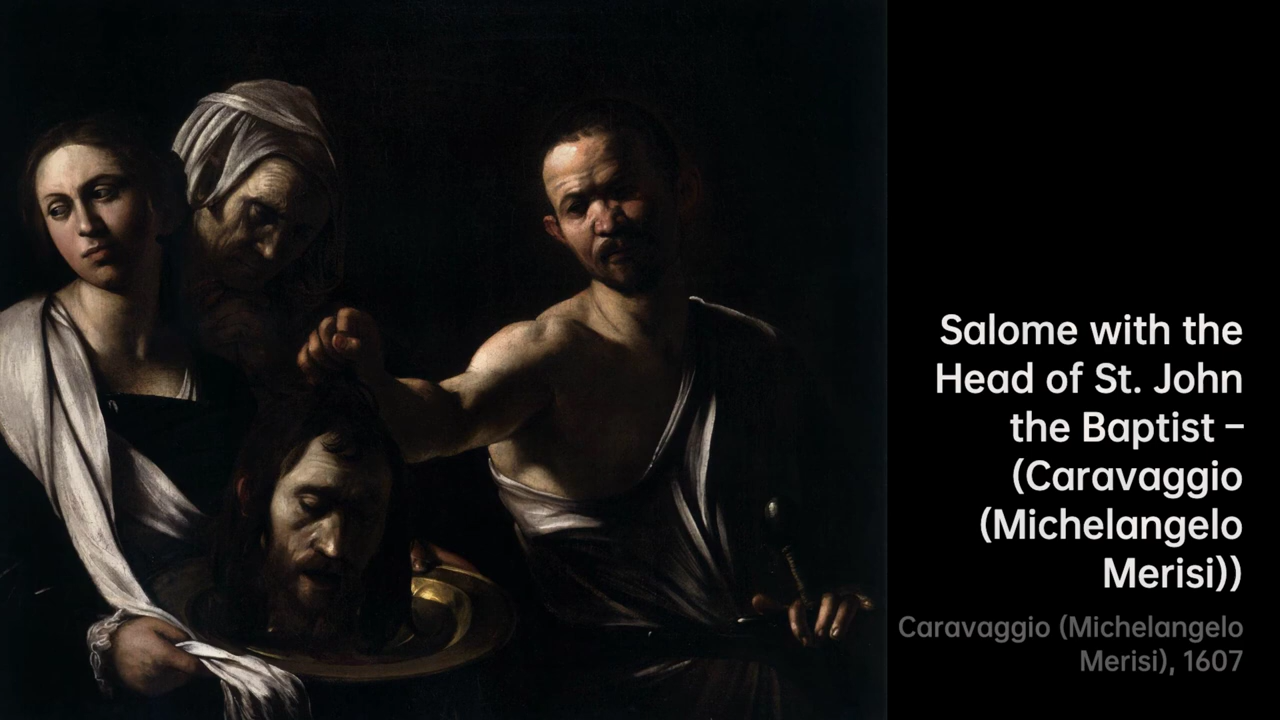 Salome with the
Head of St. John
the Baptist –
(Caravaggio
(Michelangelo
Merisi))
Caravaggio (Michelangelo
Merisi), 1607